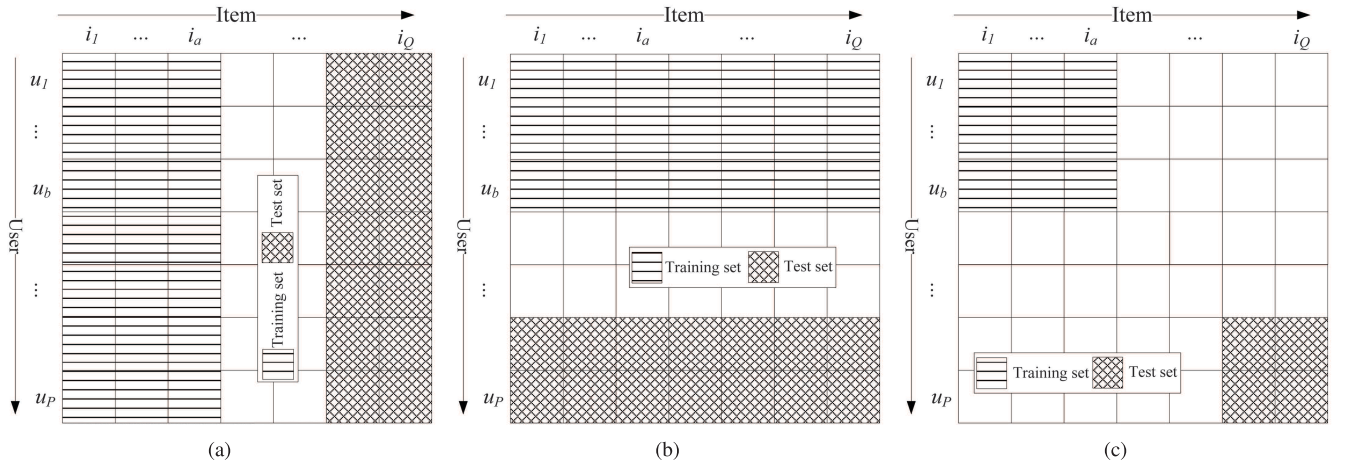 Item
i1 ... ia ... iQ
User
u1
⋮
ub
⋮
uP
Test set
Training set
(a)
Item
i1 ... ia ... iQ
User
u1
⋮
ub
⋮
uP
Training set Test set
(b)
Item
i1 ... ia ... iQ
User
u1
⋮
ub
⋮
uP
Training set Test set
(c)